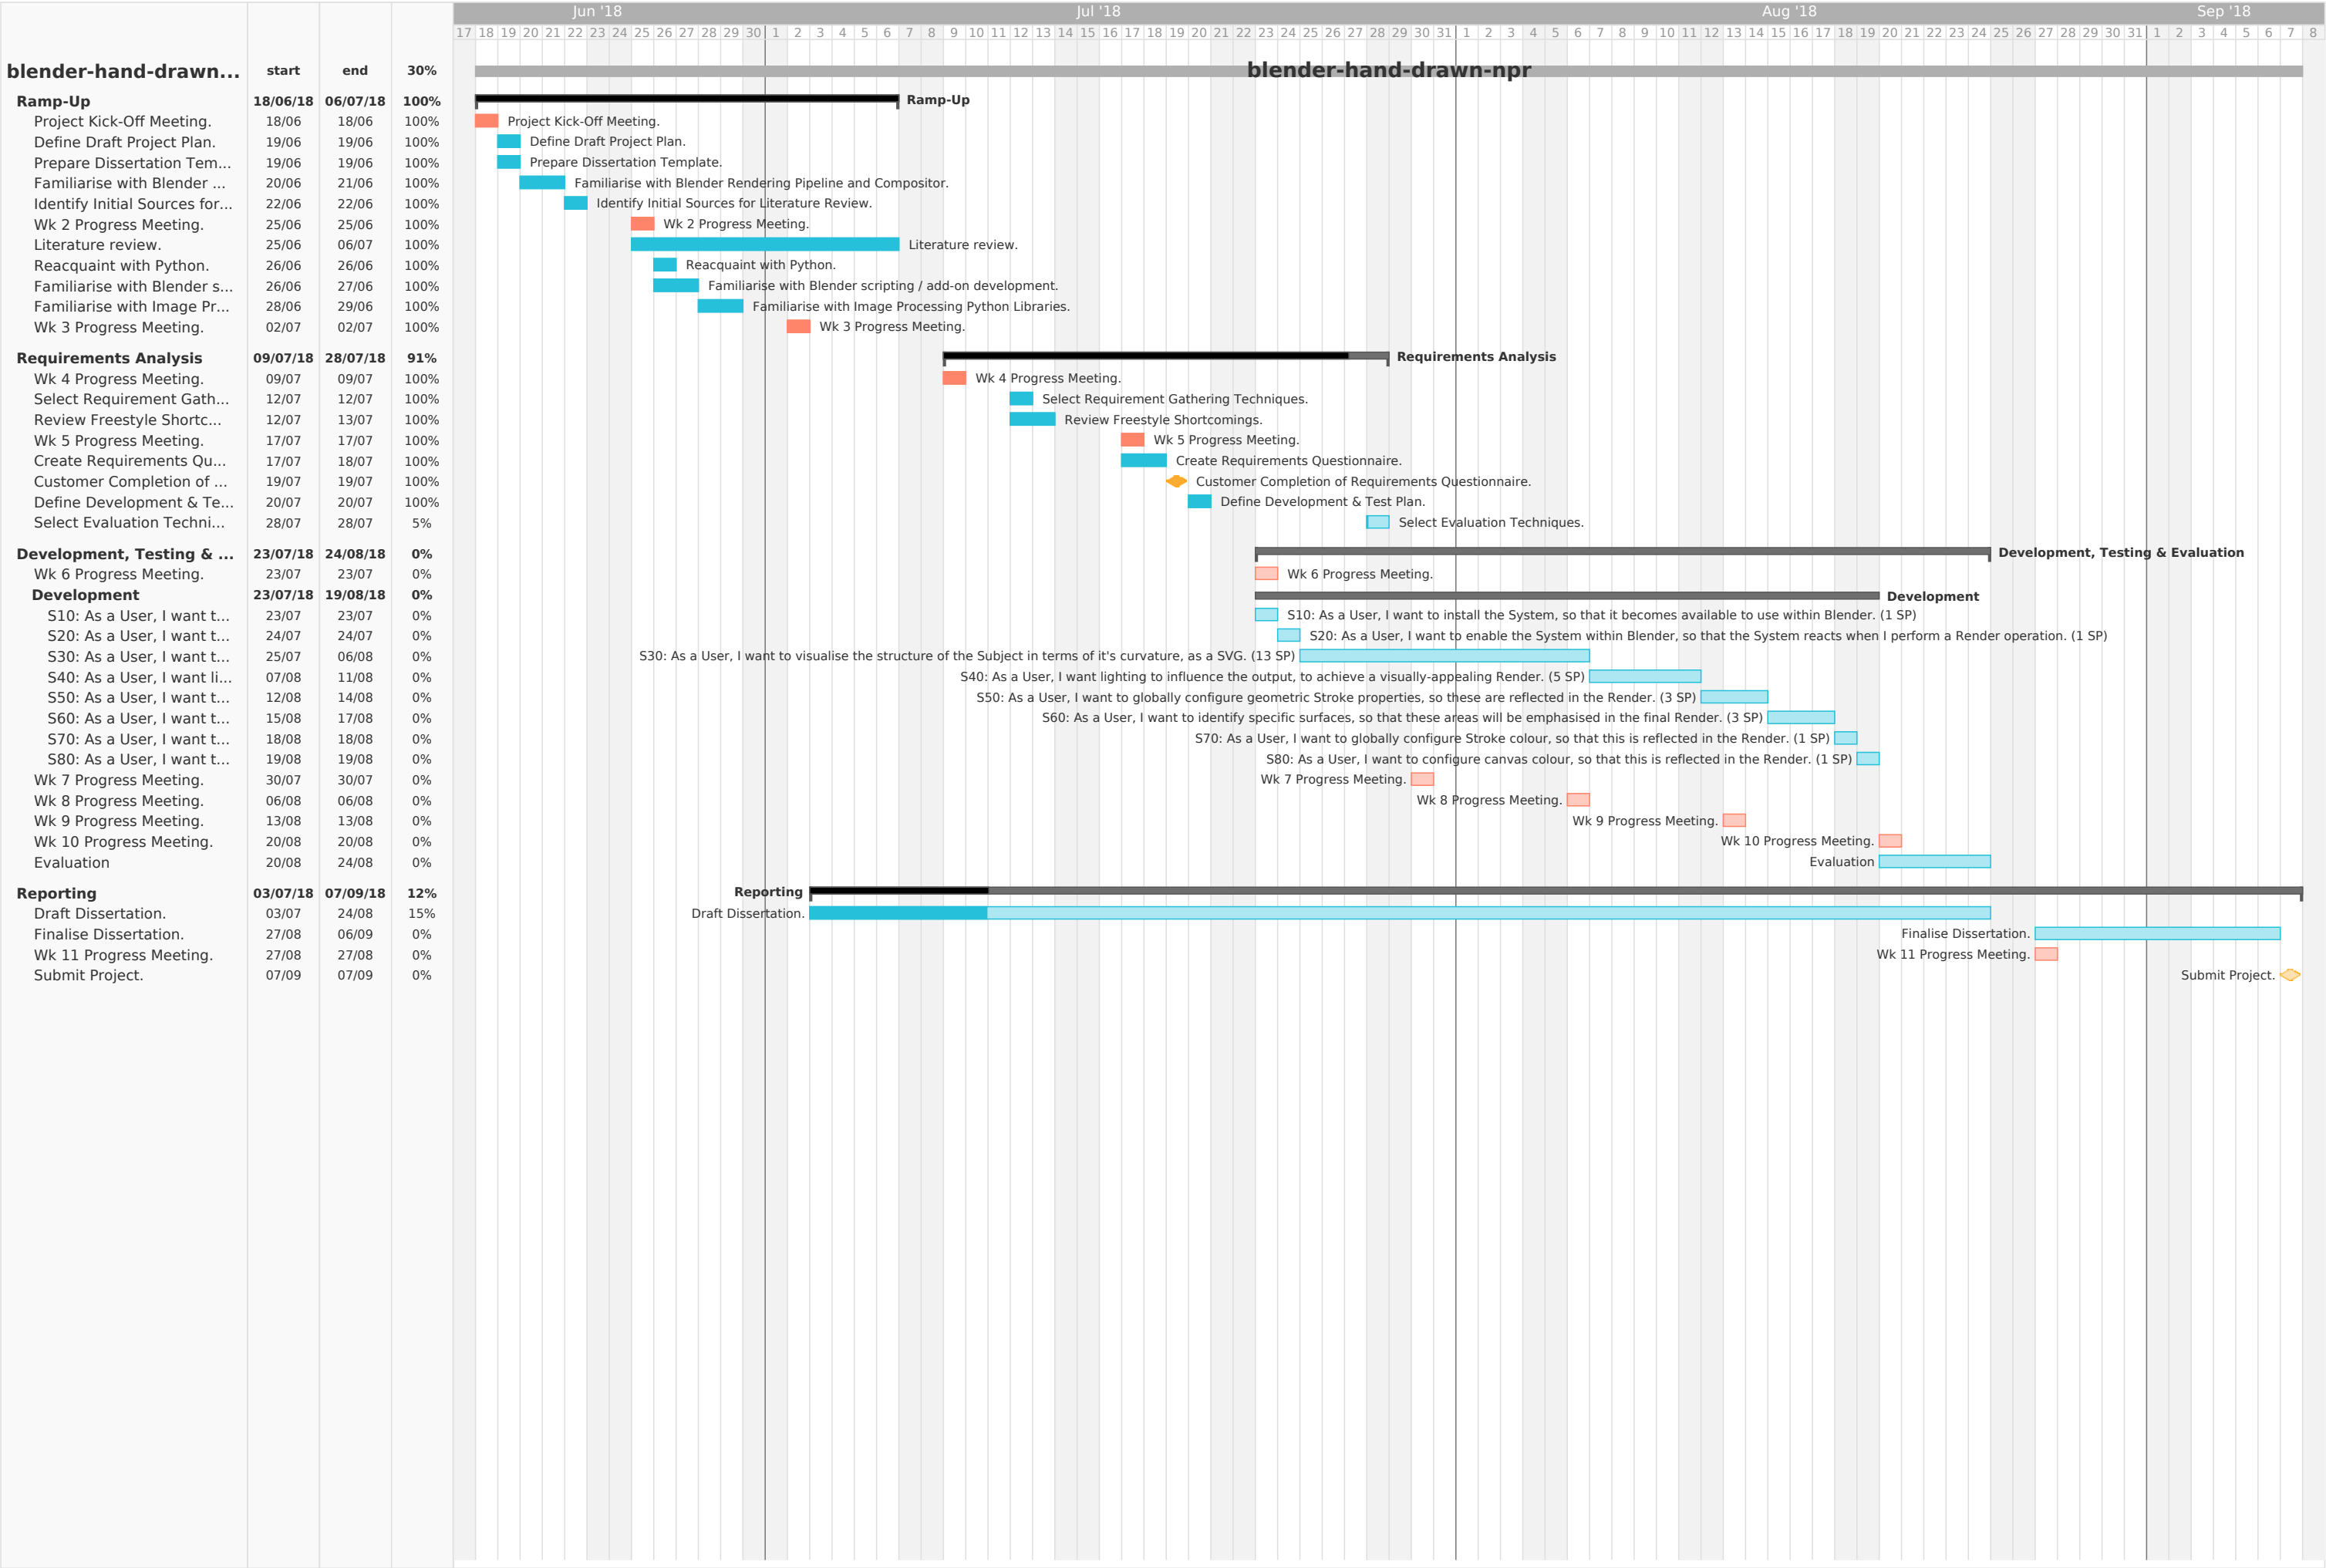 Jun '18 Jul '18 Aug '18 Sep '18
17 18 19 20 21 22 23 24 25 26 27 28 29 30 1 2 3 4 5 6 7 8 9 10 11 12 13 14 15 16 17 18 19 20 21 22 23 24 25 26 27 28 29 30 31 1 2 3 4 5 6 7 8 9 10 11 12 13 14 15 16 17 18 19 20 21 22 23 24 25 26 27 28 29 30 31 1 2 3 4 5 6 7 8
blender-hand-drawn... start end 30% blender-hand-drawn-npr
Ramp-Up 18/06/18 06/07/18 100% Ramp-Up
Project Kick-Off Meeting. 18/06 18/06 100% Project Kick-Off Meeting.
Define Draft Project Plan. 19/06 19/06 100% Define Draft Project Plan.
Prepare Dissertation Tem... 19/06 19/06 100% Prepare Dissertation Template.
Familiarise with Blender ... 20/06 21/06 100% Familiarise with Blender Rendering Pipeline and Compositor.
Identify Initial Sources for... 22/06 22/06 100% Identify Initial Sources for Literature Review.
Wk 2 Progress Meeting. 25/06 25/06 100% Wk 2 Progress Meeting.
Literature review. 25/06 06/07 100% Literature review.
Reacquaint with Python. 26/06 26/06 100% Reacquaint with Python.
Familiarise with Blender s... 26/06 27/06 100% Familiarise with Blender scripting / add-on development.
Familiarise with Image Pr... 28/06 29/06 100% Familiarise with Image Processing Python Libraries.
Wk 3 Progress Meeting. 02/07 02/07 100% Wk 3 Progress Meeting.
Requirements Analysis 09/07/18 28/07/18 91% Requirements Analysis
Wk 4 Progress Meeting. 09/07 09/07 100% Wk 4 Progress Meeting.
Select Requirement Gath... 12/07 12/07 100% Select Requirement Gathering Techniques.
Review Freestyle Shortc... 12/07 13/07 100% Review Freestyle Shortcomings.
Wk 5 Progress Meeting. 17/07 17/07 100% Wk 5 Progress Meeting.
Create Requirements Qu... 17/07 18/07 100% Create Requirements Questionnaire.
Customer Completion of ... 19/07 19/07 100% Customer Completion of Requirements Questionnaire.
Define Development & Te... 20/07 20/07 100% Define Development & Test Plan.
Select Evaluation Techni... 28/07 28/07 5% Select Evaluation Techniques.
Development, Testing & ... 23/07/18 24/08/18 0% Development, Testing & Evaluation
Wk 6 Progress Meeting. 23/07 23/07 0% Wk 6 Progress Meeting.
Development 23/07/18 19/08/18 0% Development
S10: As a User, I want t... 23/07 23/07 0% S10: As a User, I want to install the System, so that it becomes available to use within Blender. (1 SP)
S20: As a User, I want t... 24/07 24/07 0% S20: As a User, I want to enable the System within Blender, so that the System reacts when I perform a Render operation. (1 SP)
S30: As a User, I want t... 25/07 06/08 0% S30: As a User, I want to visualise the structure of the Subject in terms of it's curvature, as a SVG. (13 SP)
S40: As a User, I want li... 07/08 11/08 0% S40: As a User, I want lighting to influence the output, to achieve a visually-appealing Render. (5 SP)
S50: As a User, I want t... 12/08 14/08 0% S50: As a User, I want to globally configure geometric Stroke properties, so these are reflected in the Render. (3 SP)
S60: As a User, I want t... 15/08 17/08 0% S60: As a User, I want to identify specific surfaces, so that these areas will be emphasised in the final Render. (3 SP)
S70: As a User, I want t... 18/08 18/08 0% S70: As a User, I want to globally configure Stroke colour, so that this is reflected in the Render. (1 SP)
S80: As a User, I want t... 19/08 19/08 0% S80: As a User, I want to configure canvas colour, so that this is reflected in the Render. (1 SP)
Wk 7 Progress Meeting. 30/07 30/07 0% Wk 7 Progress Meeting.
Wk 8 Progress Meeting. 06/08 06/08 0% Wk 8 Progress Meeting.
Wk 9 Progress Meeting. 13/08 13/08 0% Wk 9 Progress Meeting.
Wk 10 Progress Meeting. 20/08 20/08 0% Wk 10 Progress Meeting.
Evaluation 20/08 24/08 0% Evaluation
Reporting 03/07/18 07/09/18 12% Reporting
Draft Dissertation. 03/07 24/08 15% Draft Dissertation.
Finalise Dissertation. 27/08 06/09 0% Finalise Dissertation.
Wk 11 Progress Meeting. 27/08 27/08 0% Wk 11 Progress Meeting.
Submit Project. 07/09 07/09 0% Submit Project.